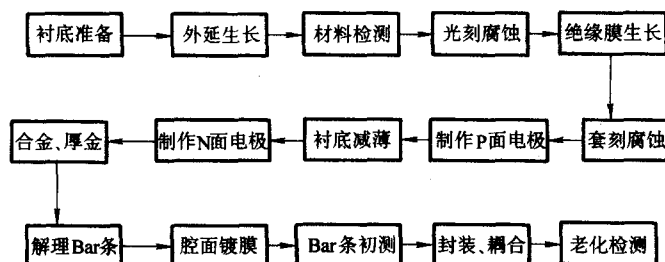 衬底准备
外延生长
材料检测
光刻腐蚀
绝缘膜生长
套刻腐蚀
制作P面电极
衬底减薄
制作N面电极
合金、厚金
解理Bar条
腔面镀膜
Bar条初测
封装、耦合
老化检测